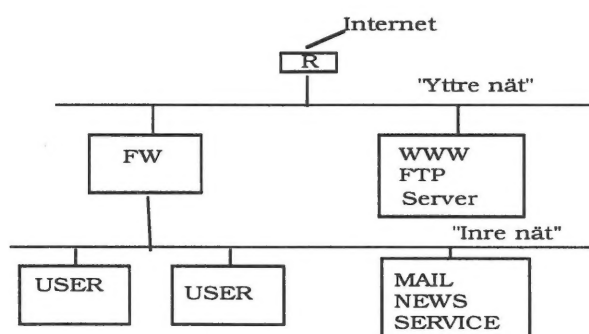 Internet
R
"Yttre nät"
FW
WWW
FTP
Server
"Inre nät"
USER
USER
MAIL
NEWS
SERVICE